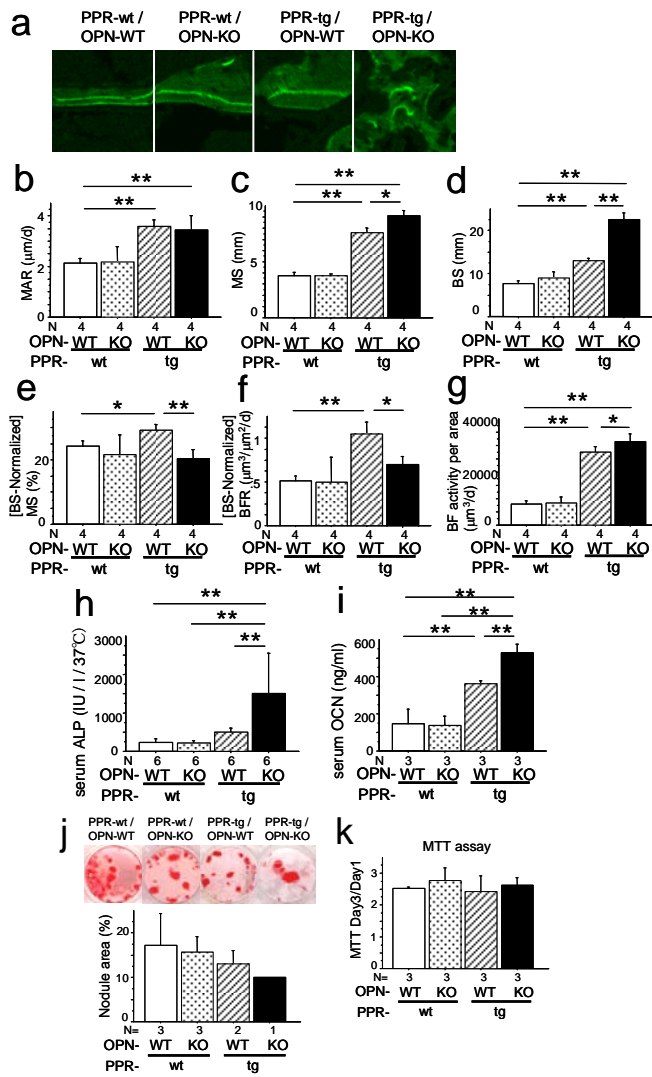 a
PPR-wt / PPR-wt / PPR-tg / PPR-tg /
OPN-WT OPN-KO OPN-WT OPN-KO
b
MAR (μm/d)
4
2
0
** 
**
N 4 4 4 4
OPN- WT KO WT KO
PPR- wt tg
c
MS (mm)
10
5
0
**
** *
4 4 4 4
WT KO WT KO
wt tg
d
BS (mm)
20
10
0
**
** **
N 4 4 4 4
OPN- WT KO WT KO
PPR- wt tg
e
[BS-Normalized]
MS (%)
20
0
* **
N 4 4 4 4
OPN- WT KO WT KO
PPR- wt tg
f
[BS-Normalized]
BFR (μm³/μm²/d)
1
0
** *
4 4 4 4
WT KO WT KO
wt tg
g
BF activity per area
(μm³/d)
40000
20000
0
**
** *
N 4 4 4 4
OPN- WT KO WT KO
PPR- wt tg
h
serum ALP (IU / l / 37℃)
3000
2000
1000
0
**
**
**
N 6 6 6 6
OPN- WT KO WT KO
PPR- wt tg
i
serum OCN (ng/ml)
600
400
200
0
**
**
** **
N 3 3 3 3
OPN- WT KO WT KO
PPR- wt tg
j
PPR-wt / PPR-wt / PPR-tg / PPR-tg /
OPN-WT OPN-KO OPN-WT OPN-KO
Nodule area (%)
20
10
0
N= 3 3 2 1
OPN- WT KO WT KO
PPR- wt tg
k
MTT assay
MTT Day3/Day1
3
2
1
0
N= 3 3 3 3
OPN- WT KO WT KO
PPR- wt tg